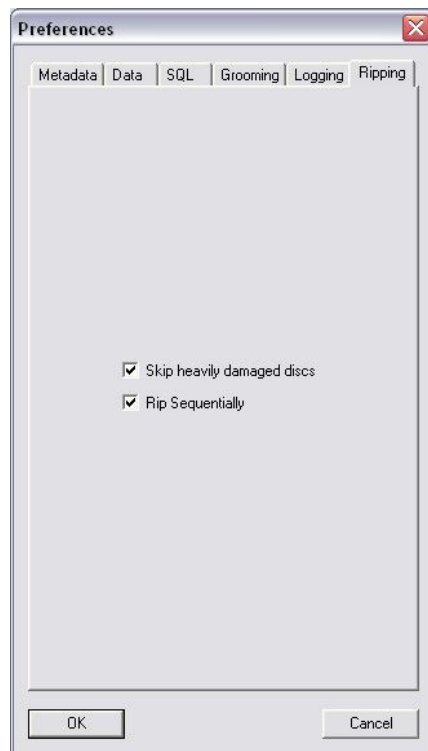 Preferences
Metadata Data SQL Grooming Logging Ripping
Skip heavily damaged discs
Rip Sequentially
OK Cancel